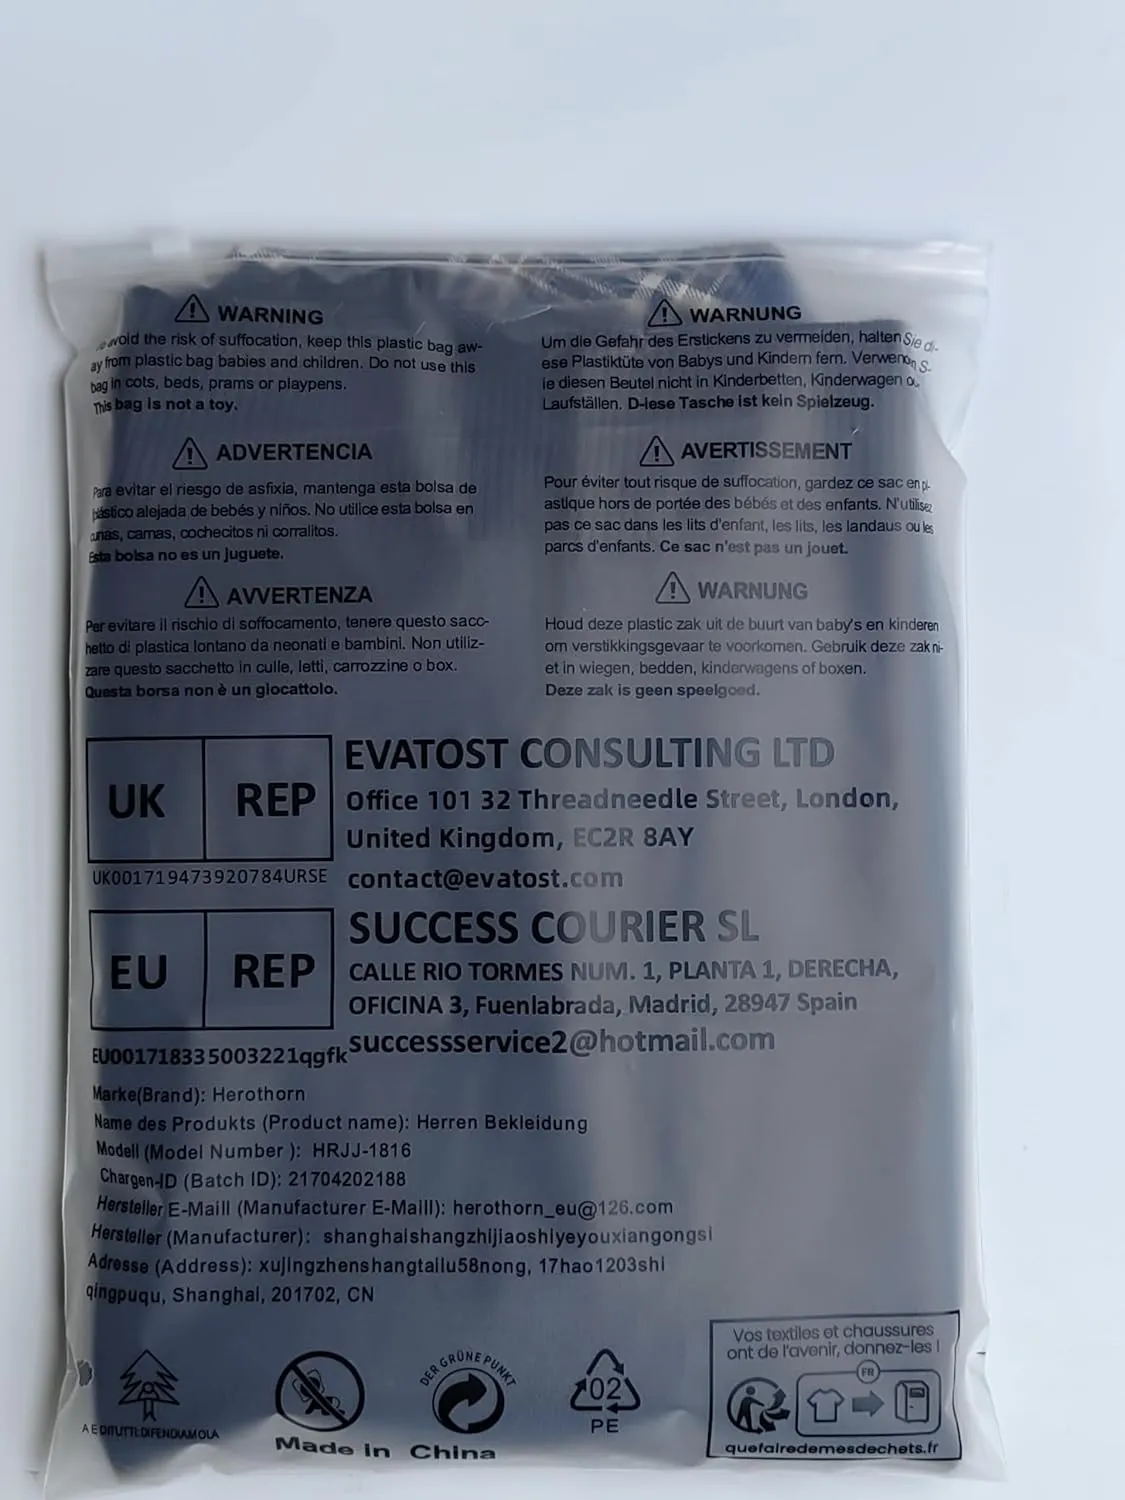 WARNING
avoid the risk of suffocation, keep this plastic bag aw-
ay from plastic bag babies and children. Do not use this
bag in cots, beds, prams or playpens.
This bag is not a toy.
WARNUNG
Um die Gefahr des Erstickens zu vermeiden, halten Sie di-
ese Plastiktüte von Babys und Kindern fern. Verwenden S-
ie diesen Beutel nicht in Kinderbetten, Kinderwagen
Laufställen. D-iese Tasche ist kein Spielzeug.
ADVERTENCIA
Para evitar el riesgo de asfixia, mantenga esta bolsa de
plástico alejada de bebés y niños. No utilice esta bolsa en
cunas, camas, cochecitos ni corralitos.
Esta bolsa no es un juguete.
AVERTISSEMENT
Pour éviter tout risque de suffocation, gardez ce sac en pl-
astique hors de portée des bébés et des enfants. N'utilisez
pas ce sac dans les lits d'enfant, les lits, les landaus ou les
parcs d'enfants. Ce sac n'est pas un jouet.
AVVERTENZA
Per evitare il rischio di soffocamento, tenere questo sacc-
hetto di plastica lontano da neonati e bambini. Non utiliz-
zare questo sacchetto in culle, letti, carrozzine o box.
Questa borsa non è un giocattolo.
WARNUNG
Houd deze plastic zak uit de buurt van baby's en kinderen
om verstikkingsgevaar te voorkomen. Gebruik deze zak ni-
et in wiegen, bedden, kinderwagens of boxen.
Deze zak is geen speelgoed.
UK REP
UK001719473920784URSE
EVATOST CONSULTING LTD
Office 101 32 Threadneedle Street, London,
United Kingdom, EC2R 8AY
contact@evatost.com
EU REP
EU001718335003221qgfk
SUCCESS COURIER SL
CALLE RIO TORMES NUM. 1, PLANTA 1, DERECHA,
OFICINA 3, Fuenlabrada, Madrid, 28947 Spain
successservice2@hotmail.com
Marke(Brand): Herothorn
Name des Produkts (Product name): Herren Bekleidung
Modell (Model Number ): HRJJ-1816
Chargen-ID (Batch ID): 21704202188
Hersteller E-Maill (Manufacturer E-Maill): herothorn_eu@126.com
Hersteller (Manufacturer): shanghaishangzhijiaoshiyeyouxiangongsi
Adresse (Address): xujingzhenshangtailu58nong, 17hao1203shi
qingpuqu, Shanghai, 201702, CN
A E DITUTTI:DIFENDIAMOLA
Made in China
DER GRÜNE PUNKT
02
PE
Vos textiles et chaussures
ont de l'avenir, donnez-les !
FR
quefairedemesdechets.fr